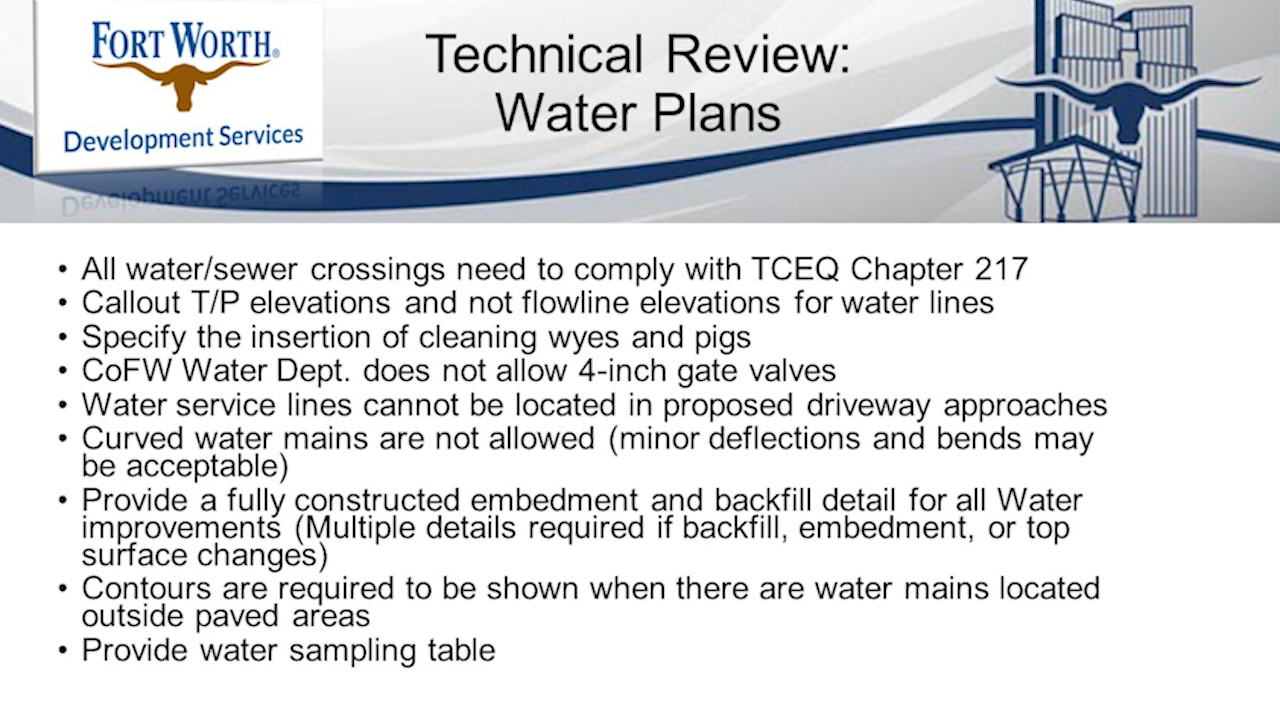 FORT WORTH®
Development Services
Technical Review:
Water Plans
• All water/sewer crossings need to comply with TCEQ Chapter 217
• Callout T/P elevations and not flowline elevations for water lines
• Specify the insertion of cleaning wyes and pigs
• CoFW Water Dept. does not allow 4-inch gate valves
• Water service lines cannot be located in proposed driveway approaches
• Curved water mains are not allowed (minor deflections and bends may
be acceptable)
• Provide a fully constructed embedment and backfill detail for all Water
improvements (Multiple details required if backfill, embedment, or top
surface changes)
• Contours are required to be shown when there are water mains located
outside paved areas
• Provide water sampling table